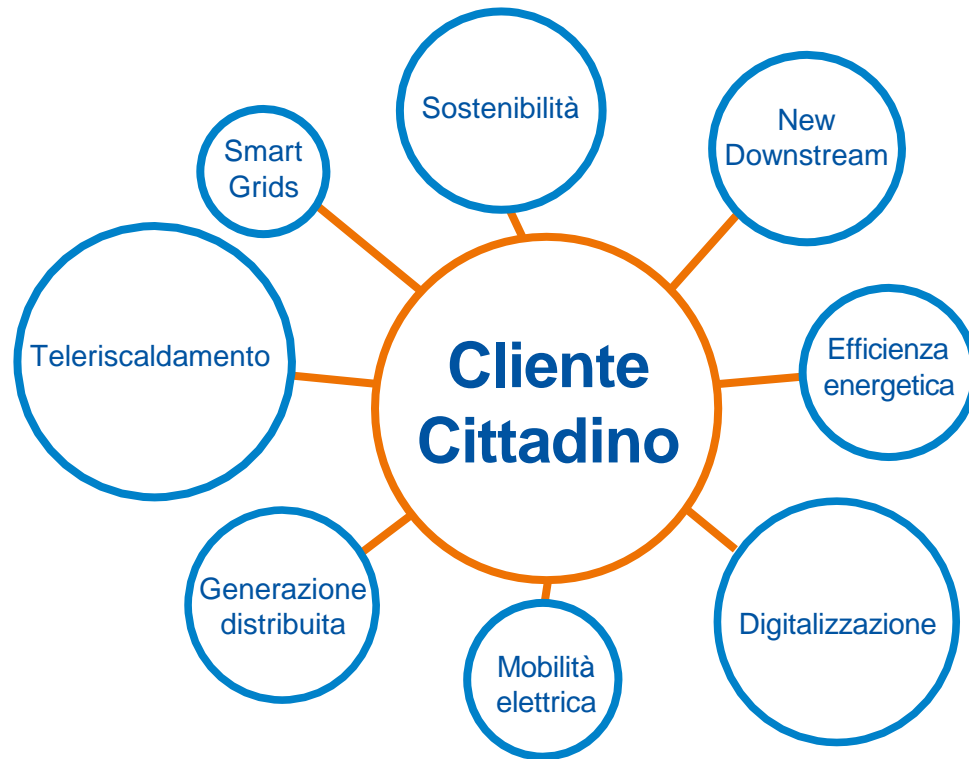 Sostenibilità
New
Downstream
Smart
Grids
Teleriscaldamento
Cliente
Cittadino
Efficienza
energetica
Generazione
distribuita
Mobilità
elettrica
Digitalizzazione